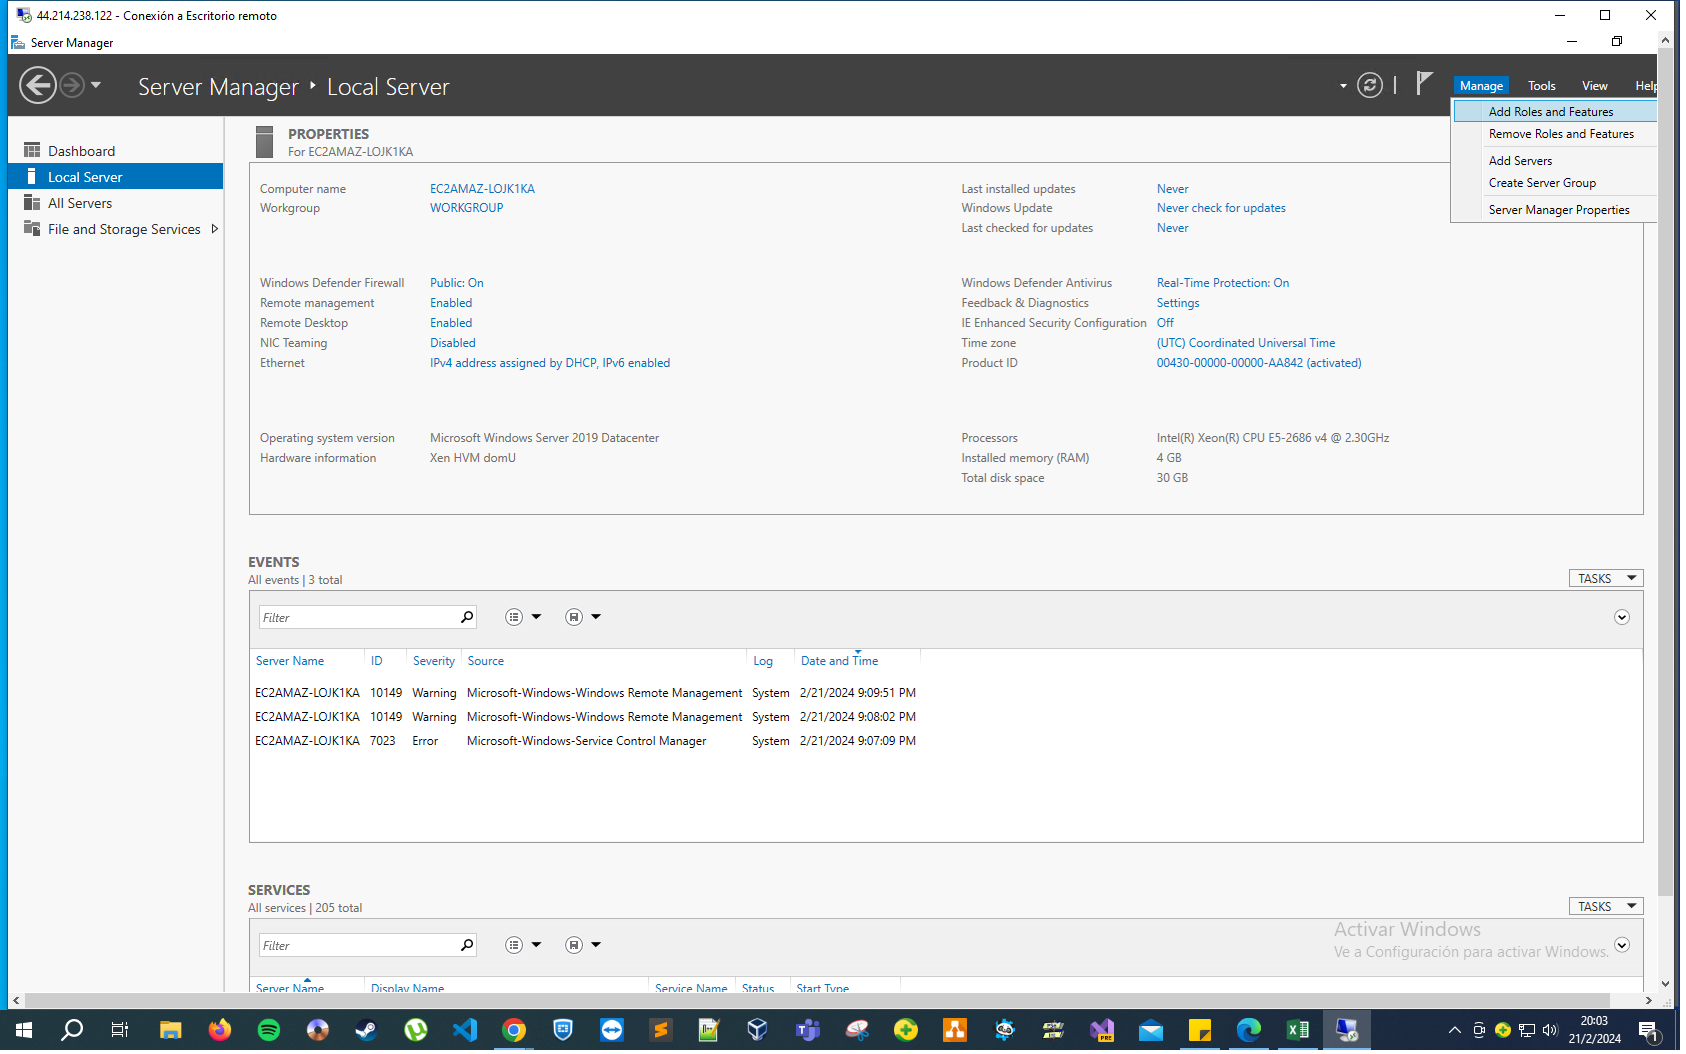 44.214.238.122 - Conexión a Escritorio remoto
Server Manager
Server Manager ‣ Local Server
Manage Tools View Help
Add Roles and Features
Remove Roles and Features
Add Servers
Create Server Group
Server Manager Properties
Dashboard
Local Server
All Servers
File and Storage Services
PROPERTIES
For EC2AMAZ-LOJK1KA
Computer name EC2AMAZ-LOJK1KA
Workgroup WORKGROUP
Last installed updates Never
Windows Update Never check for updates
Last checked for updates Never
Windows Defender Firewall Public: On
Remote management Enabled
Remote Desktop Enabled
NIC Teaming Disabled
Ethernet IPv4 address assigned by DHCP, IPv6 enabled
Windows Defender Antivirus Real-Time Protection: On
Feedback & Diagnostics Settings
IE Enhanced Security Configuration Off
Time zone (UTC) Coordinated Universal Time
Product ID 00430-00000-00000-AA842 (activated)
Operating system version Microsoft Windows Server 2019 Datacenter
Hardware information Xen HVM domU
Processors Intel(R) Xeon(R) CPU E5-2686 v4 @ 2.30GHz
Installed memory (RAM) 4 GB
Total disk space 30 GB
EVENTS
All events | 3 total
TASKS
Filter
Server Name ID Severity Source Log Date and Time
EC2AMAZ-LOJK1KA 10149 Warning Microsoft-Windows-Windows Remote Management System 2/21/2024 9:09:51 PM
EC2AMAZ-LOJK1KA 10149 Warning Microsoft-Windows-Windows Remote Management System 2/21/2024 9:08:02 PM
EC2AMAZ-LOJK1KA 7023 Error Microsoft-Windows-Service Control Manager System 2/21/2024 9:07:09 PM
SERVICES
All services | 205 total
TASKS
Filter
Activar Windows
Ve a Configuración para activar Windows.
Server Name Display Name Service Name Status Start Type
PRE
20:03
21/2/2024
1